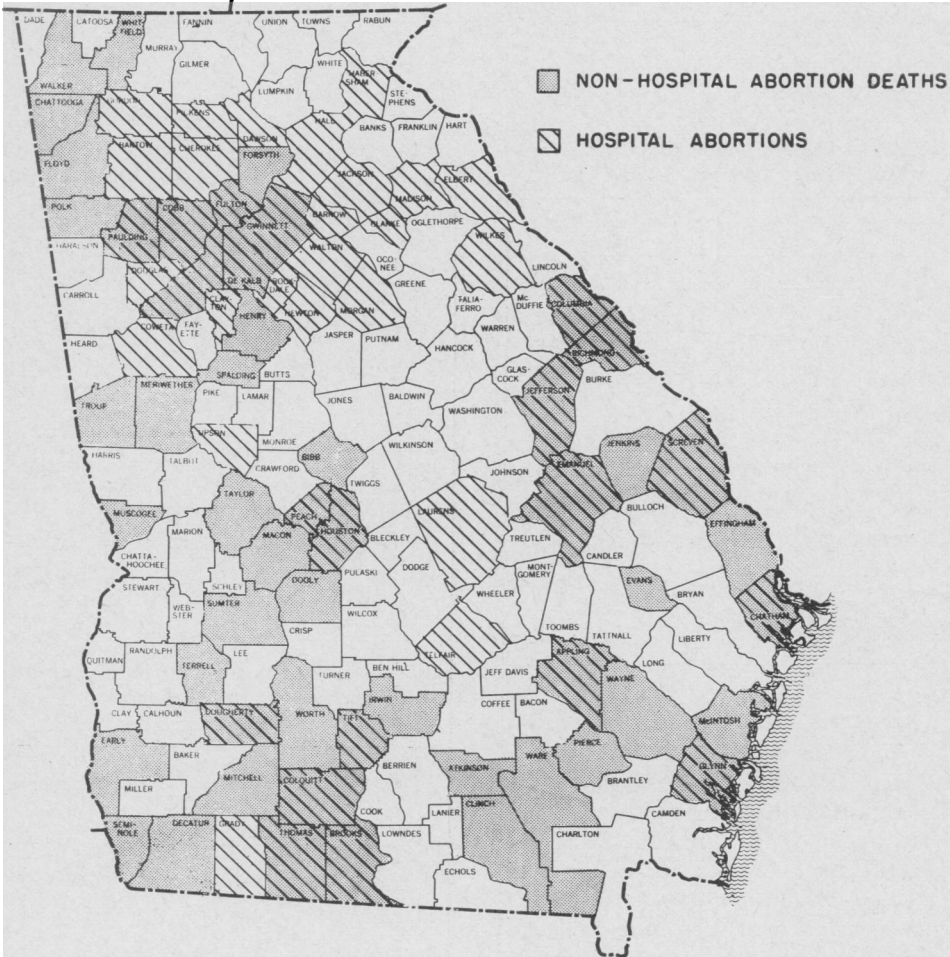 DADE
CATOOSA
WHIT-
FIELD
FANNIN
UNION
TOWNS
RABUN
MURRAY
GILMER
WHITE
HABER
SHAM
LUMPKIN
STE-
PHENS
WALKER
CHATTOOGA
GORDON
PICKENS
DAWSON
HALL
BANKS
FRANKLIN
HART
NON-HOSPITAL ABORTION DEATHS
HOSPITAL ABORTIONS
FLOYD
BARTOW
CHEROKEE
FORSYTH
JACKSON
MADISON
ELBERT
POLK
PAULDING
COBB
FULTON
GWINNETT
BARROW
CLARKE
OGLETHORPE
WILKES
LINCOLN
HARALSON
DOUGLAS
DE KALB
ROCK-
DALE
WALTON
OCO-
NEE
GREENE
TALIA-
FERRO
Mc
DUFFIE
COLUMBIA
CARROLL
CLAY-
TON
HENRY
NEWTON
MORGAN
WARREN
RICHMOND
COWETA
FAY-
ETTE
HEARD
SPALDING
BUTTS
JASPER
PUTNAM
HANCOCK
GLAS-
COCK
JEFFERSON
BURKE
TROUP
MERIWETHER
PIKE
LAMAR
JONES
BALDWIN
WASHINGTON
UPSON
MONROE
BIBB
WILKINSON
JENKINS
SCREVEN
HARRIS
TALBOT
CRAWFORD
TWIGGS
JOHNSON
EMANUEL
TAYLOR
PEACH
HOUSTON
LAURENS
BULLOCH
EFFINGHAM
MUSCOGEE
MARION
MACON
BLECKLEY
TREUTLEN
CANDLER
CHATTA-
HOOCHEE
SCHLEY
DOOLY
PULASKI
DODGE
MONT-
GOMERY
EVANS
BRYAN
CHATHAM
STEWART
WEB-
STER
SUMTER
CRISP
WILCOX
WHEELER
TOOMBS
TATTNALL
LIBERTY
QUITMAN
RANDOLPH
TERRELL
LEE
TURNER
BEN HILL
TELFAIR
JEFF DAVIS
APPLING
LONG
WAYNE
CLAY
CALHOUN
DOUGHERTY
WORTH
TIFT
IRWIN
COFFEE
BACON
McINTOSH
EARLY
BAKER
MITCHELL
COLQUITT
BERRIEN
ATKINSON
WARE
PIERCE
BRANTLEY
GLYNN
MILLER
COOK
LANIER
CLINCH
CAMDEN
SEMI-
NOLE
DECATUR
GRADY
THOMAS
BROOKS
LOWNDES
ECHOLS
CHARLTON